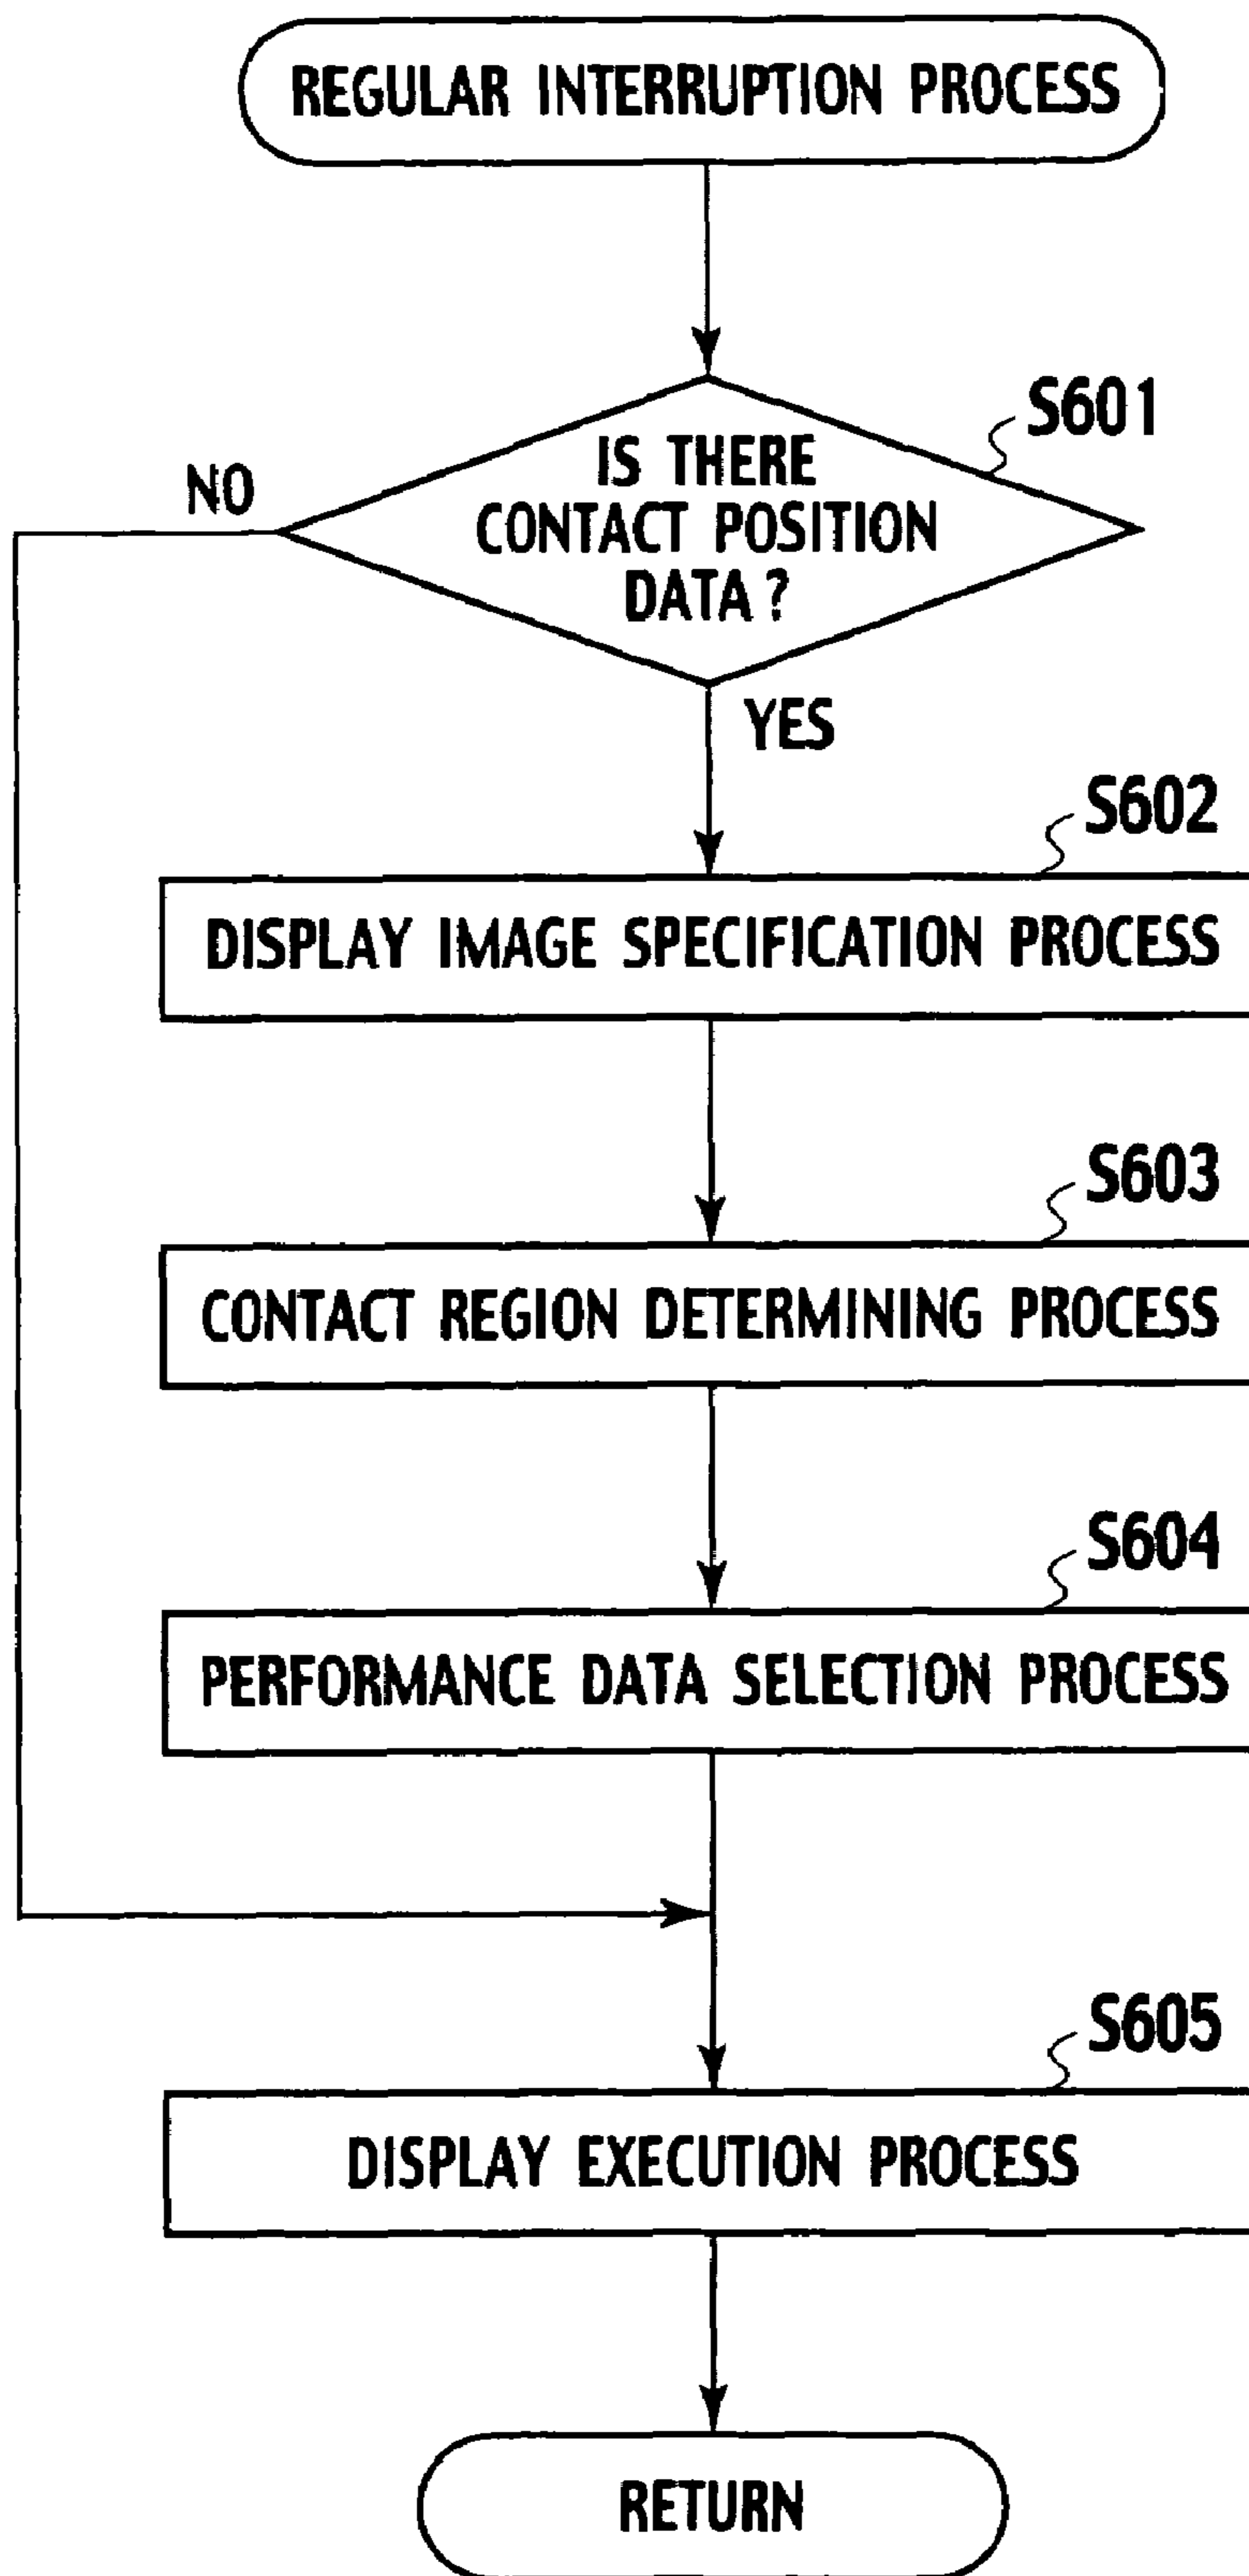 REGULAR INTERRUPTION PROCESS
S601
IS THERE
CONTACT POSITION
DATA?
NO
YES
S602
DISPLAY IMAGE SPECIFICATION PROCESS
S603
CONTACT REGION DETERMINING PROCESS
S604
PERFORMANCE DATA SELECTION PROCESS
S605
DISPLAY EXECUTION PROCESS
RETURN